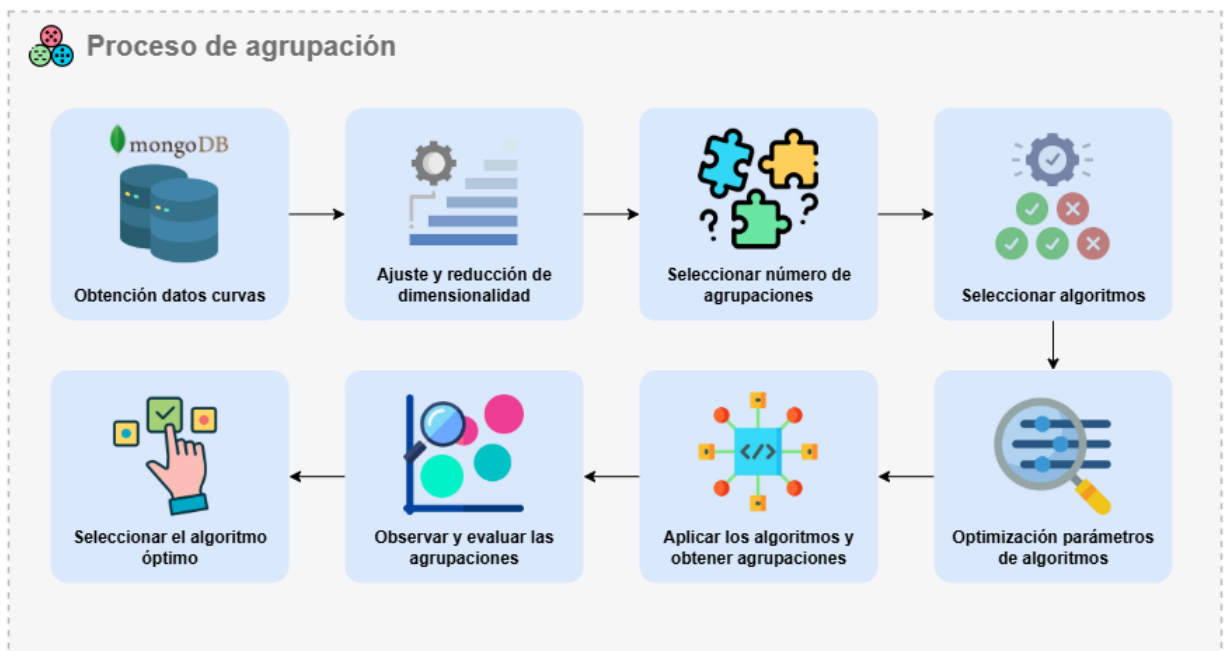 Proceso de agrupación
mongoDB
Obtención datos curvas
Ajuste y reducción de
dimensionalidad
? ?
Seleccionar número de
agrupaciones
Seleccionar algoritmos
Seleccionar el algoritmo
óptimo
Observar y evaluar las
agrupaciones
</>
Aplicar los algoritmos y
obtener agrupaciones
Optimización parámetros
de algoritmos